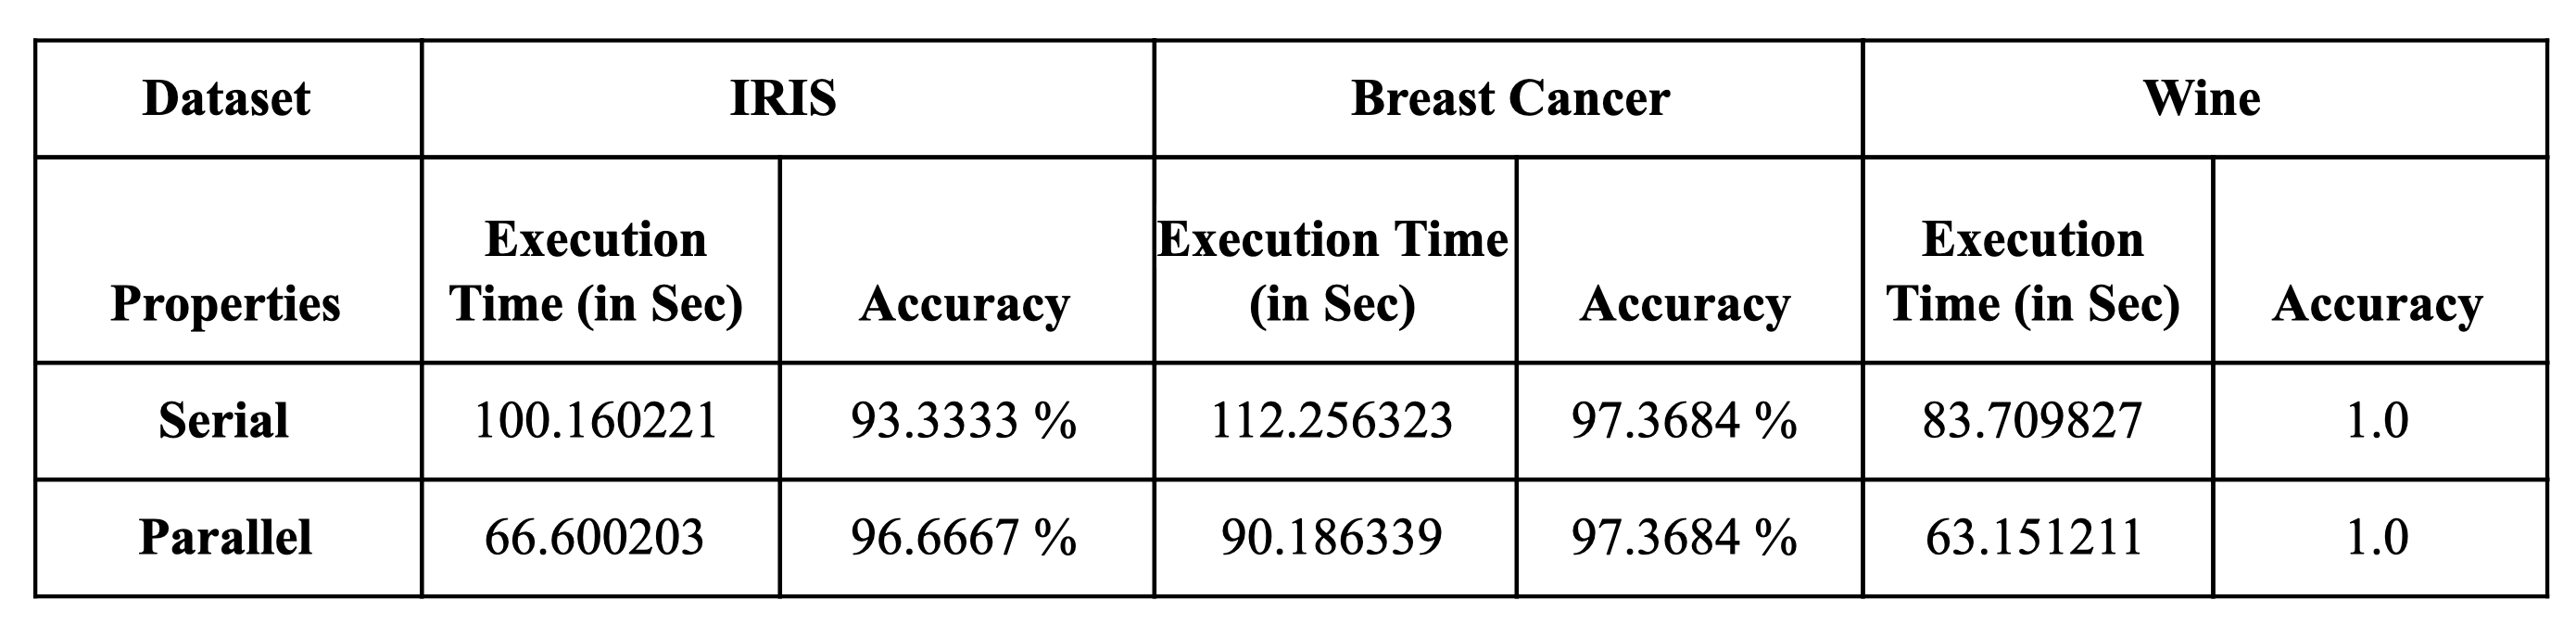 Dataset IRIS Breast Cancer Wine
Properties Execution Time (in Sec) Accuracy Execution Time (in Sec) Accuracy Execution Time (in Sec) Accuracy
Serial 100.160221 93.3333 % 112.256323 97.3684 % 83.709827 1.0
Parallel 66.600203 96.6667 % 90.186339 97.3684 % 63.151211 1.0